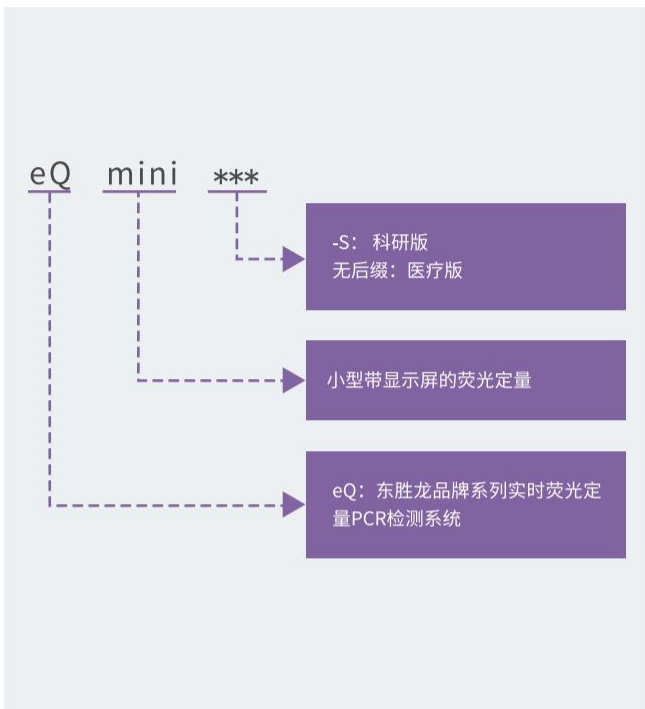 eQ mini ***
-S： 科研版
无后缀：医疗版
小型带显示屏的荧光定量
eQ：东胜龙品牌系列实时荧光定
量PCR检测系统